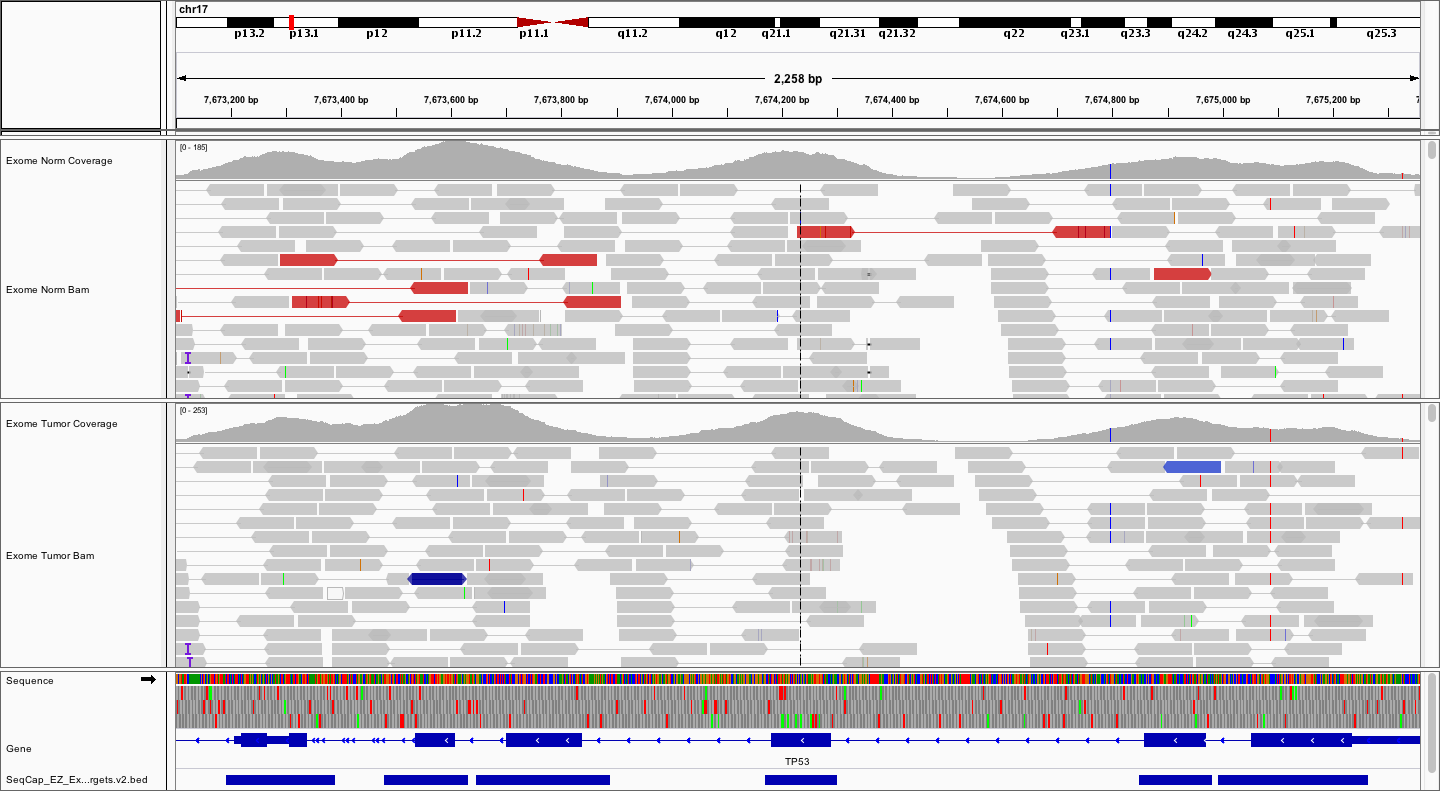 chr17
p13.2 p13.1 p12 p11.2 p11.1 q11.2 q12 q21.1 q21.31 q21.32 q22 q23.1 q23.3 q24.2 q24.3 q25.1 q25.3
2,258 bp
7,673,200 bp 7,673,400 bp 7,673,600 bp 7,673,800 bp 7,674,000 bp 7,674,200 bp 7,674,400 bp 7,674,600 bp 7,674,800 bp 7,675,000 bp 7,675,200 bp 7
[0 - 185]
Exome Norm Coverage
Exome Norm Bam
[0 - 253]
Exome Tumor Coverage
Exome Tumor Bam
Sequence
Gene
TP53
SeqCap_EZ_Ex...rgets.v2.bed